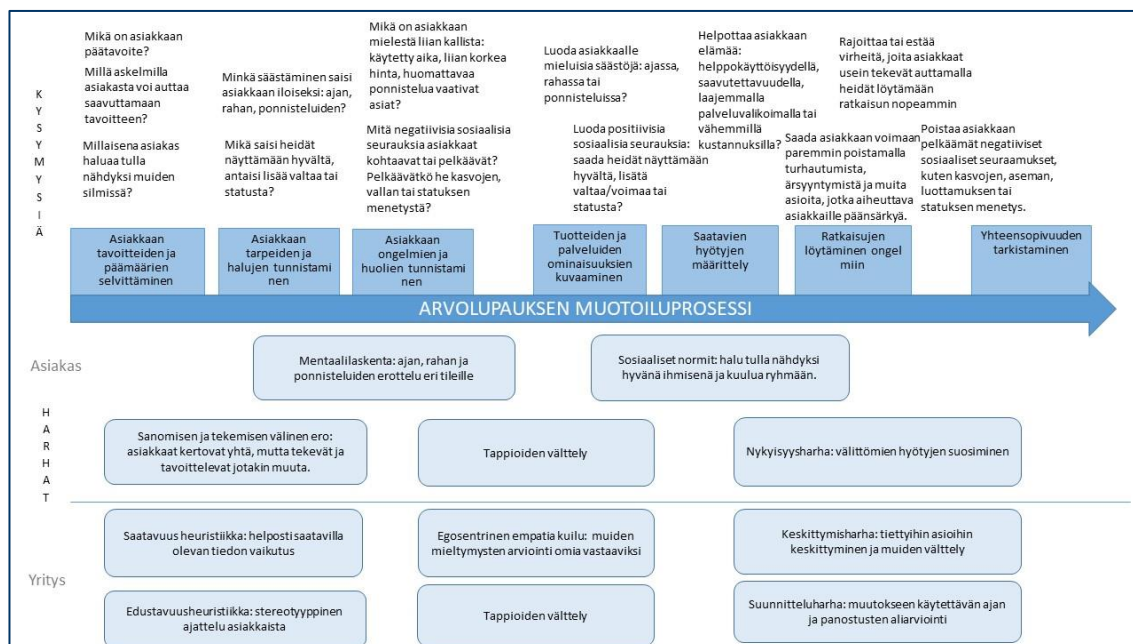 KYSYMYSIÄ
Mikä on asiakkaan
päätavoite?
Millä askelmilla
asiakasta voi auttaa
saavuttamaan
tavoitteen?
Millaisena asiakas
haluaa tulla
nähdyksi muiden
silmissä?
Minkä säästäminen saisi
asiakkaan iloiseksi: ajan,
rahan, ponnisteluiden?
Mikä saisi heidät
näyttämään hyvältä,
antaisi lisää valtaa tai
statusta?
Mikä on asiakkaan
mielestä liian kallista:
käytetty aika, liian korkea
hinta, huomattavaa
ponnistelua vaativat
asiat?
Mitä negatiivisia sosiaalisia
seurauksia asiakkaat
kohtaavat tai pelkäävät?
Pelkäävätkö he kasvojen,
vallan tai statuksen
menetystä?
Luoda asiakkaalle
mieluisia säästöjä: ajassa,
rahassa tai
ponnisteluissa?
Luoda positiivisia
sosiaalisia seurauksia:
saada heidät näyttämään
hyvältä, lisätä
valtaa/voimaa tai
statusta?
Helpottaa asiakkaan
elämää:
helppokäyttöisyydellä,
saavutettavuudella,
laajemmalla
palveluvalikoimalla tai
vähemmillä
kustannuksilla?
Rajoittaa tai estää
virheitä, joita asiakkaat
usein tekevät auttamalla
heidät löytämään
ratkaisun nopeammin
Saada asiakkaan voimaan
paremmin poistamalla
turhautumista,
ärsyyntymistä ja muita
asioita, jotka aiheuttava
asiakkaille päänsärkyä.
Poistaa asiakkaan
pelkäämät negatiiviset
sosiaaliset seuraamukset,
kuten kasvojen, aseman,
luottamuksen tai
statuksen menetys.
Asiakkaan
tavoitteiden ja
päämäärien
selvittäminen
Asiakkaan
tarpeiden ja
halujen tunnistami
nen
Asiakkaan
ongelmien ja
huolien tunnistami
nen
Tuotteiden ja
palveluiden
ominaisuuksien
kuvaaminen
Saatavien
hyötyjen
määrittely
Ratkaisujen
löytäminen ongel
miin
Yhteensopivuuden
tarkistaminen
ARVOLUPAUKSEN MUOTOILUPROSESSI
Asiakas
HARHAT
Mentaalilaskenta: ajan, rahan ja
ponnisteluiden erottelu eri tileille
Sosiaaliset normit: halu tulla nähdyksi
hyvänä ihmisenä ja kuulua ryhmään.
Sanomisen ja tekemisen välinen ero:
asiakkaat kertovat yhtä, mutta tekevät ja
tavoittelevat jotakin muuta.
Tappioiden välttely
Nykyisyysharha: välittömien hyötyjen suosiminen
Yritys
Saatavuus heuristiikka: helposti saatavilla
olevan tiedon vaikutus
Egosentrinen empatia kuilu: muiden
mieltymysten arviointi omia vastaaviksi
Keskittymisharha: tiettyihin asioihin
keskittyminen ja muiden välttely
Edustavuusheuristiikka: stereotyyppinen
ajattelu asiakkaista
Tappioiden välttely
Suunnitteluharha: muutokseen käytettävän ajan
ja panostusten aliarviointi